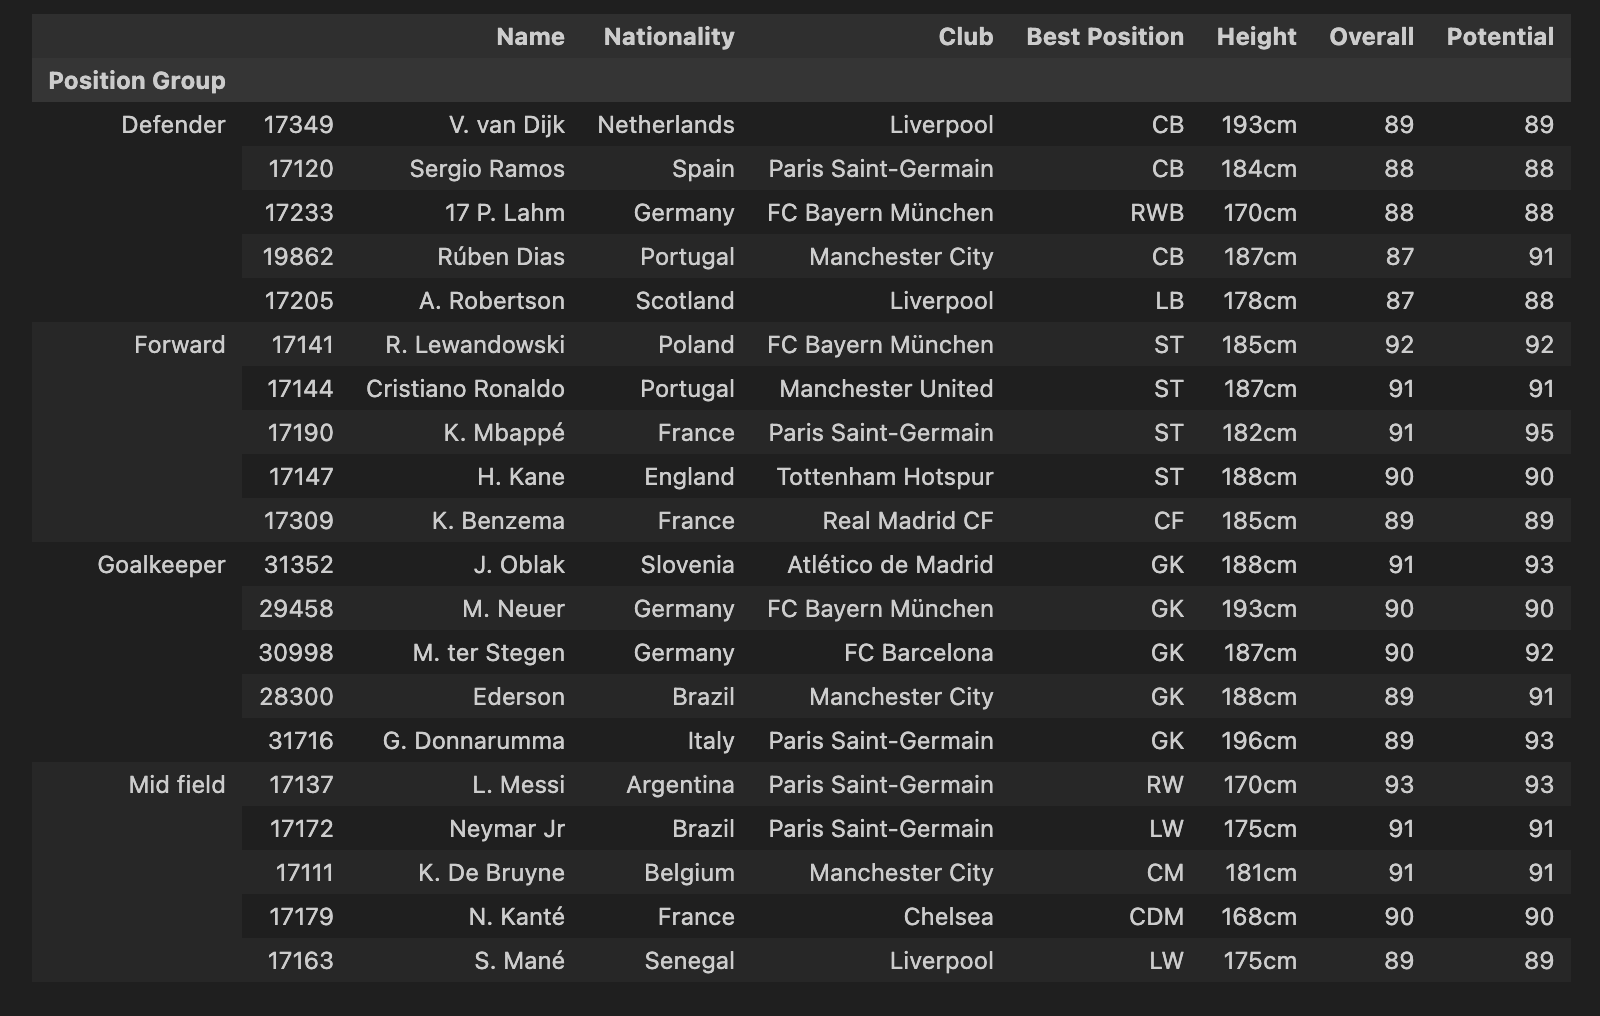 Name Nationality Club Best Position Height Overall Potential
Position Group
Defender 17349 V. van Dijk Netherlands Liverpool CB 193cm 89 89
17120 Sergio Ramos Spain Paris Saint-Germain CB 184cm 88 88
17233 17 P. Lahm Germany FC Bayern München RWB 170cm 88 88
19862 Rúben Dias Portugal Manchester City CB 187cm 87 91
17205 A. Robertson Scotland Liverpool LB 178cm 87 88
Forward 17141 R. Lewandowski Poland FC Bayern München ST 185cm 92 92
17144 Cristiano Ronaldo Portugal Manchester United ST 187cm 91 91
17190 K. Mbappé France Paris Saint-Germain ST 182cm 91 95
17147 H. Kane England Tottenham Hotspur ST 188cm 90 90
17309 K. Benzema France Real Madrid CF CF 185cm 89 89
Goalkeeper 31352 J. Oblak Slovenia Atlético de Madrid GK 188cm 91 93
29458 M. Neuer Germany FC Bayern München GK 193cm 90 90
30998 M. ter Stegen Germany FC Barcelona GK 187cm 90 92
28300 Ederson Brazil Manchester City GK 188cm 89 91
31716 G. Donnarumma Italy Paris Saint-Germain GK 196cm 89 93
Mid field 17137 L. Messi Argentina Paris Saint-Germain RW 170cm 93 93
17172 Neymar Jr Brazil Paris Saint-Germain LW 175cm 91 91
17111 K. De Bruyne Belgium Manchester City CM 181cm 91 91
17179 N. Kanté France Chelsea CDM 168cm 90 90
17163 S. Mané Senegal Liverpool LW 175cm 89 89